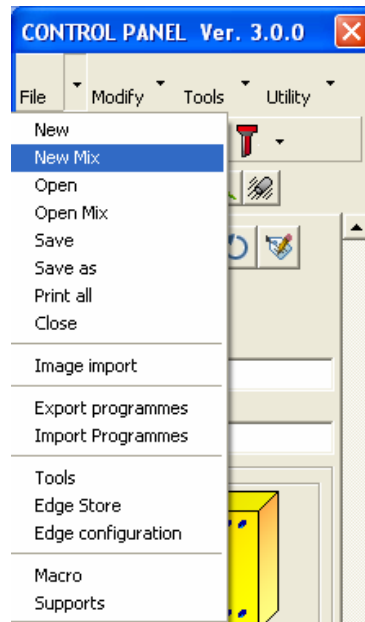 CONTROL PANEL Ver. 3.0.0
File Modify Tools Utility
New
New Mix
Open
Open Mix
Save
Save as
Print all
Close
Image import
Export programmes
Import Programmes
Tools
Edge Store
Edge configuration
Macro
Supports